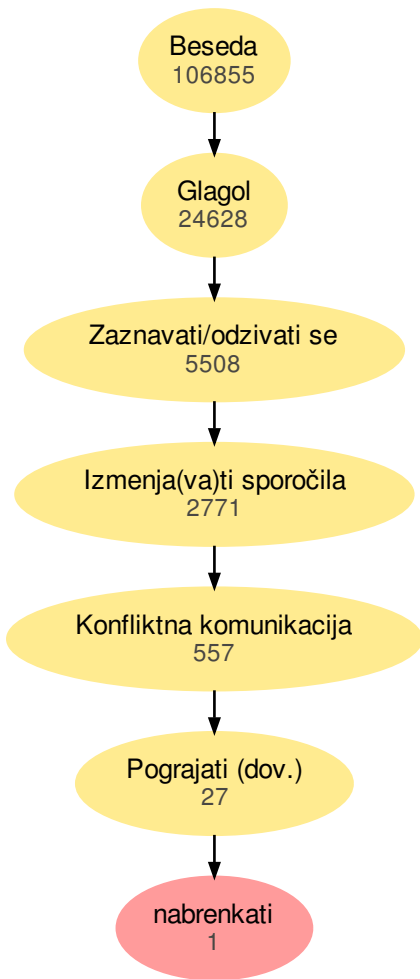 Beseda
106855
Glagol
24628
Zaznavati/odzivati se
5508
Izmenja(va)ti sporočila
2771
Konfliktna komunikacija
557
Pograjati (dov.)
27
nabrenkati
1